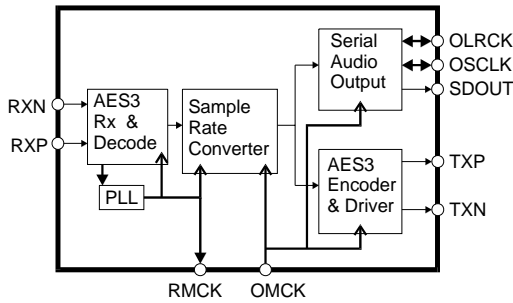 Serial
Audio
Output
OLRCK
OSCLK
SDOUT
RXN
RXP
AES3
Rx &
Decode
Sample
Rate
Converter
PLL
AES3
Encoder
& Driver
TXP
TXN
RMCK
OMCK